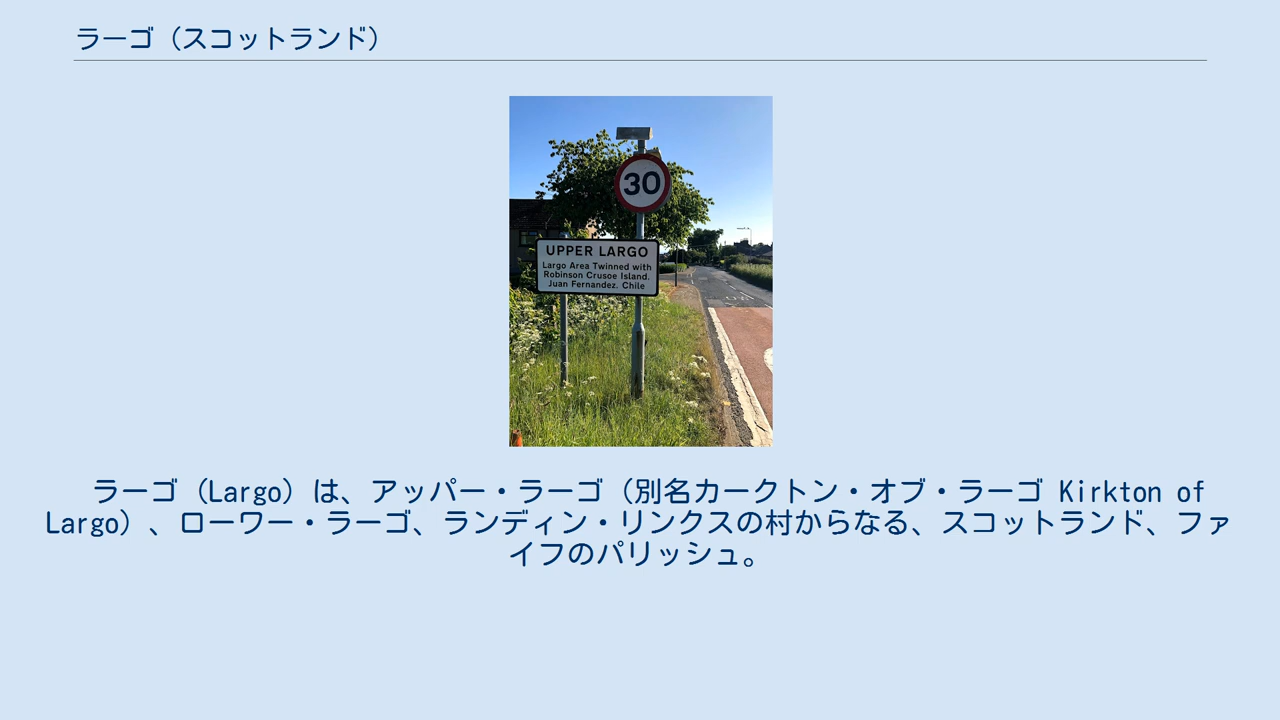 ラーゴ（スコットランド）
30
UPPER LARGO
Largo Area Twinned with
Robinson Crusoe Island.
Juan Fernandez. Chile
ラーゴ（Largo）は、アッパー・ラーゴ（別名カークトン・オブ・ラーゴ Kirkton of
Largo）、ローワー・ラーゴ、ランディン・リンクスの村からなる、スコットランド、ファ
イフのパリッシュ。